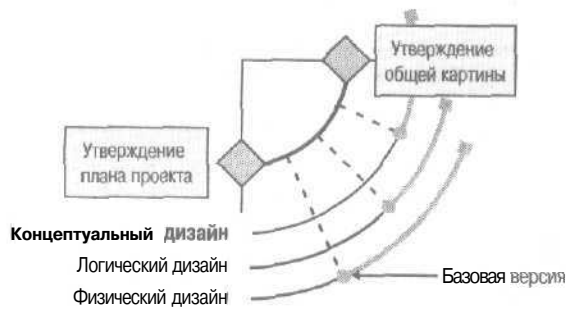 Утверждение
общей картины
Утверждение
плана проекта
Концептуальный дизайн
Логический дизайн
Физический дизайн
Базовая версия